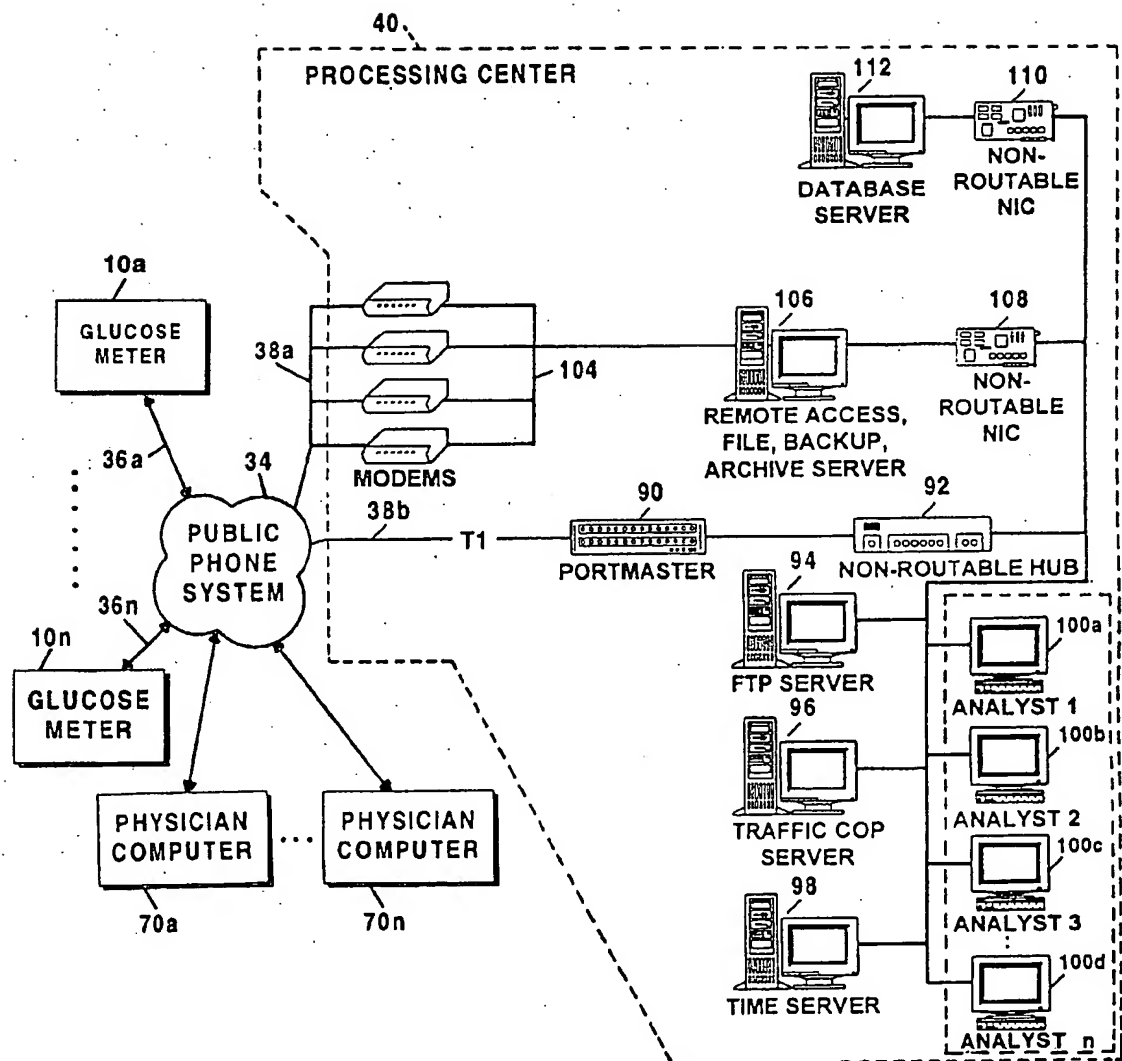 40
PROCESSING CENTER
112
110
DATABASE
SERVER
NON-
ROUTABLE
NIC
10a
GLUCOSE
METER
38a
104
106
108
REMOTE ACCESS,
FILE, BACKUP,
ARCHIVE SERVER
NON-
ROUTABLE
NIC
36a
34
MODEMS
PUBLIC
PHONE
SYSTEM
38b
T1
90
PORTMASTER
92
NON-ROUTABLE HUB
36n
10n
GLUCOSE
METER
94
FTP SERVER
100a
ANALYST 1
96
TRAFFIC COP
SERVER
100b
ANALYST 2
PHYSICIAN
COMPUTER
...
PHYSICIAN
COMPUTER
70a
70n
98
TIME SERVER
100c
ANALYST 3
100d
ANALYST n